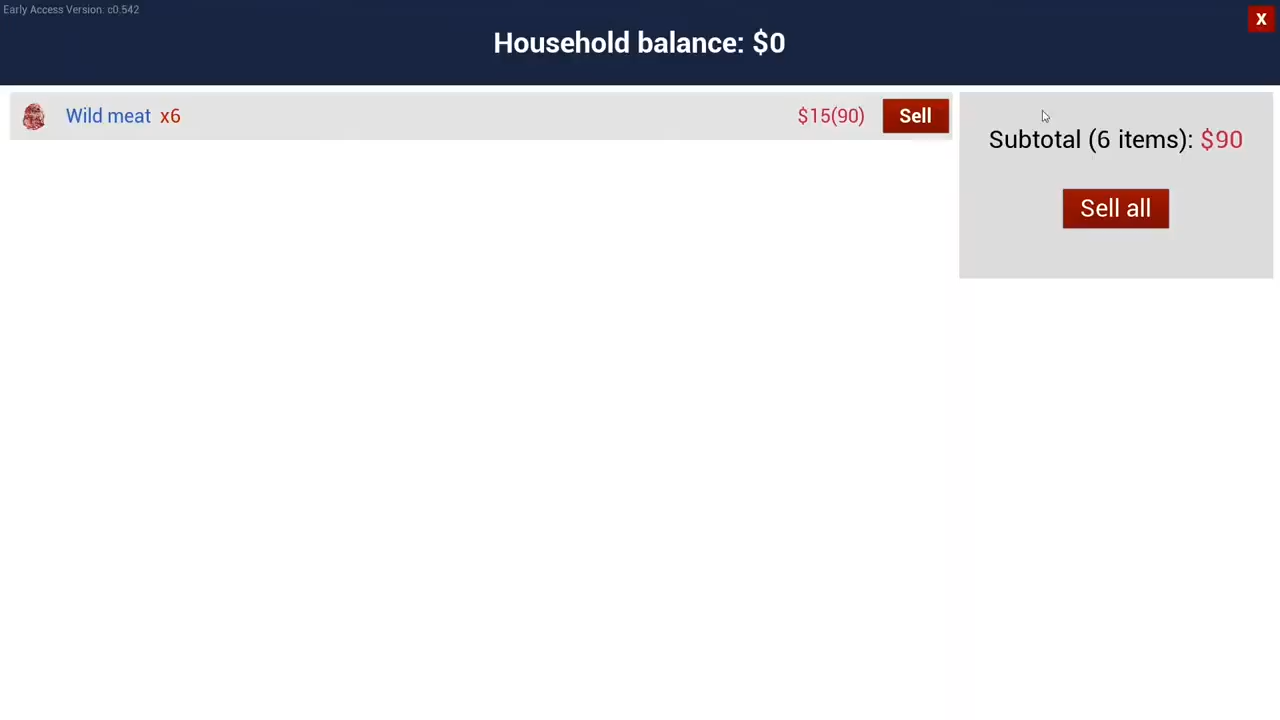 Early Access Version. c0.542
X
Household balance: $0
Wild meat x6 $15(90) Sell
Subtotal (6 items): $90
Sell all